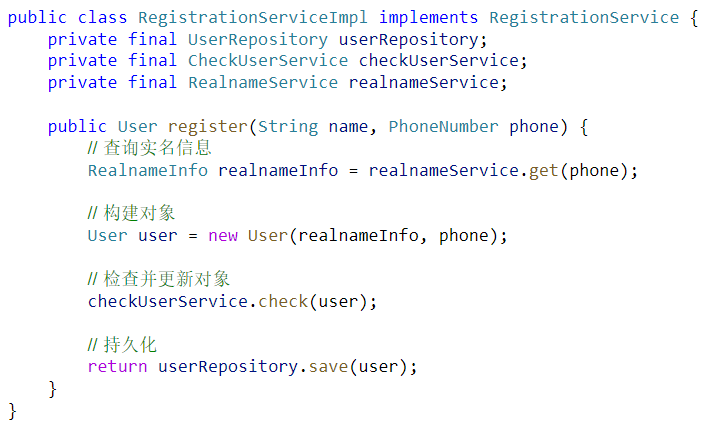 public class RegistrationServiceImpl implements RegistrationService {
    private final UserRepository userRepository;
    private final CheckUserService checkUserService;
    private final RealnameService realnameService;

    public User register(String name, PhoneNumber phone) {
        // 查询实名信息
        RealnameInfo realnameInfo = realnameService.get(phone);

        // 构建对象
        User user = new User(realnameInfo, phone);

        // 检查并更新对象
        checkUserService.check(user);

        // 持久化
        return userRepository.save(user);
    }
}